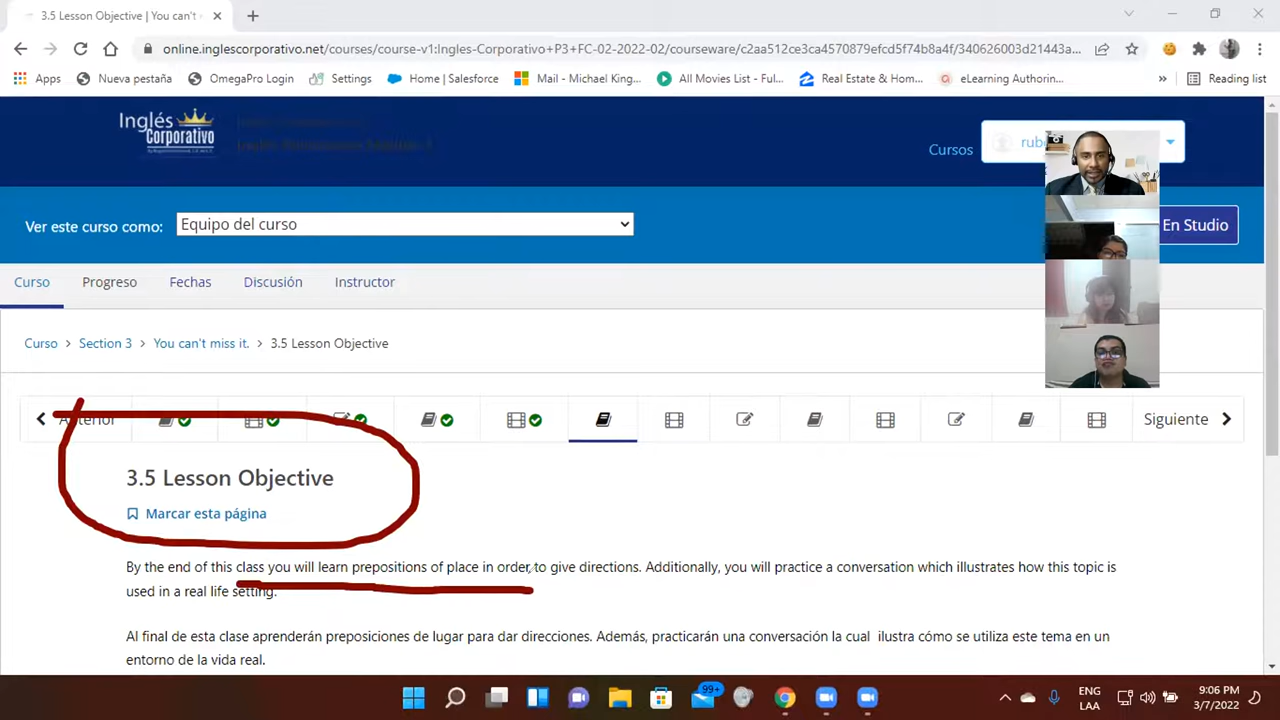 3.5 Lesson Objective | You can't
online.inglescorporativo.net/courses/course-v1:Ingles-Corporativo+P3+FC-02-2022-02/courseware/c2aa512ce3ca4570879efcd5f74b8a4f/340626003d21443a...
Apps Nueva pestaña OmegaPro Login Settings Home | Salesforce Mail - Michael King... All Movies List - Ful... Real Estate & Hom... eLearning Authorin... » Reading list
Inglés
Corporativo
Cursos
Ver este curso como: Equipo del curso En Studio
Curso Progreso Fechas Discusión Instructor
Curso > Section 3 > You can't miss it. > 3.5 Lesson Objective
Anterior Siguiente
3.5 Lesson Objective
Marcar esta página
By the end of this class you will learn prepositions of place in order to give directions. Additionally, you will practice a conversation which illustrates how this topic is
used in a real life setting.
Al final de esta clase aprenderán preposiciones de lugar para dar direcciones. Además, practicarán una conversación la cual ilustra cómo se utiliza este tema en un
entorno de la vida real.
99+
ENG
LAA
9:06 PM
3/7/2022